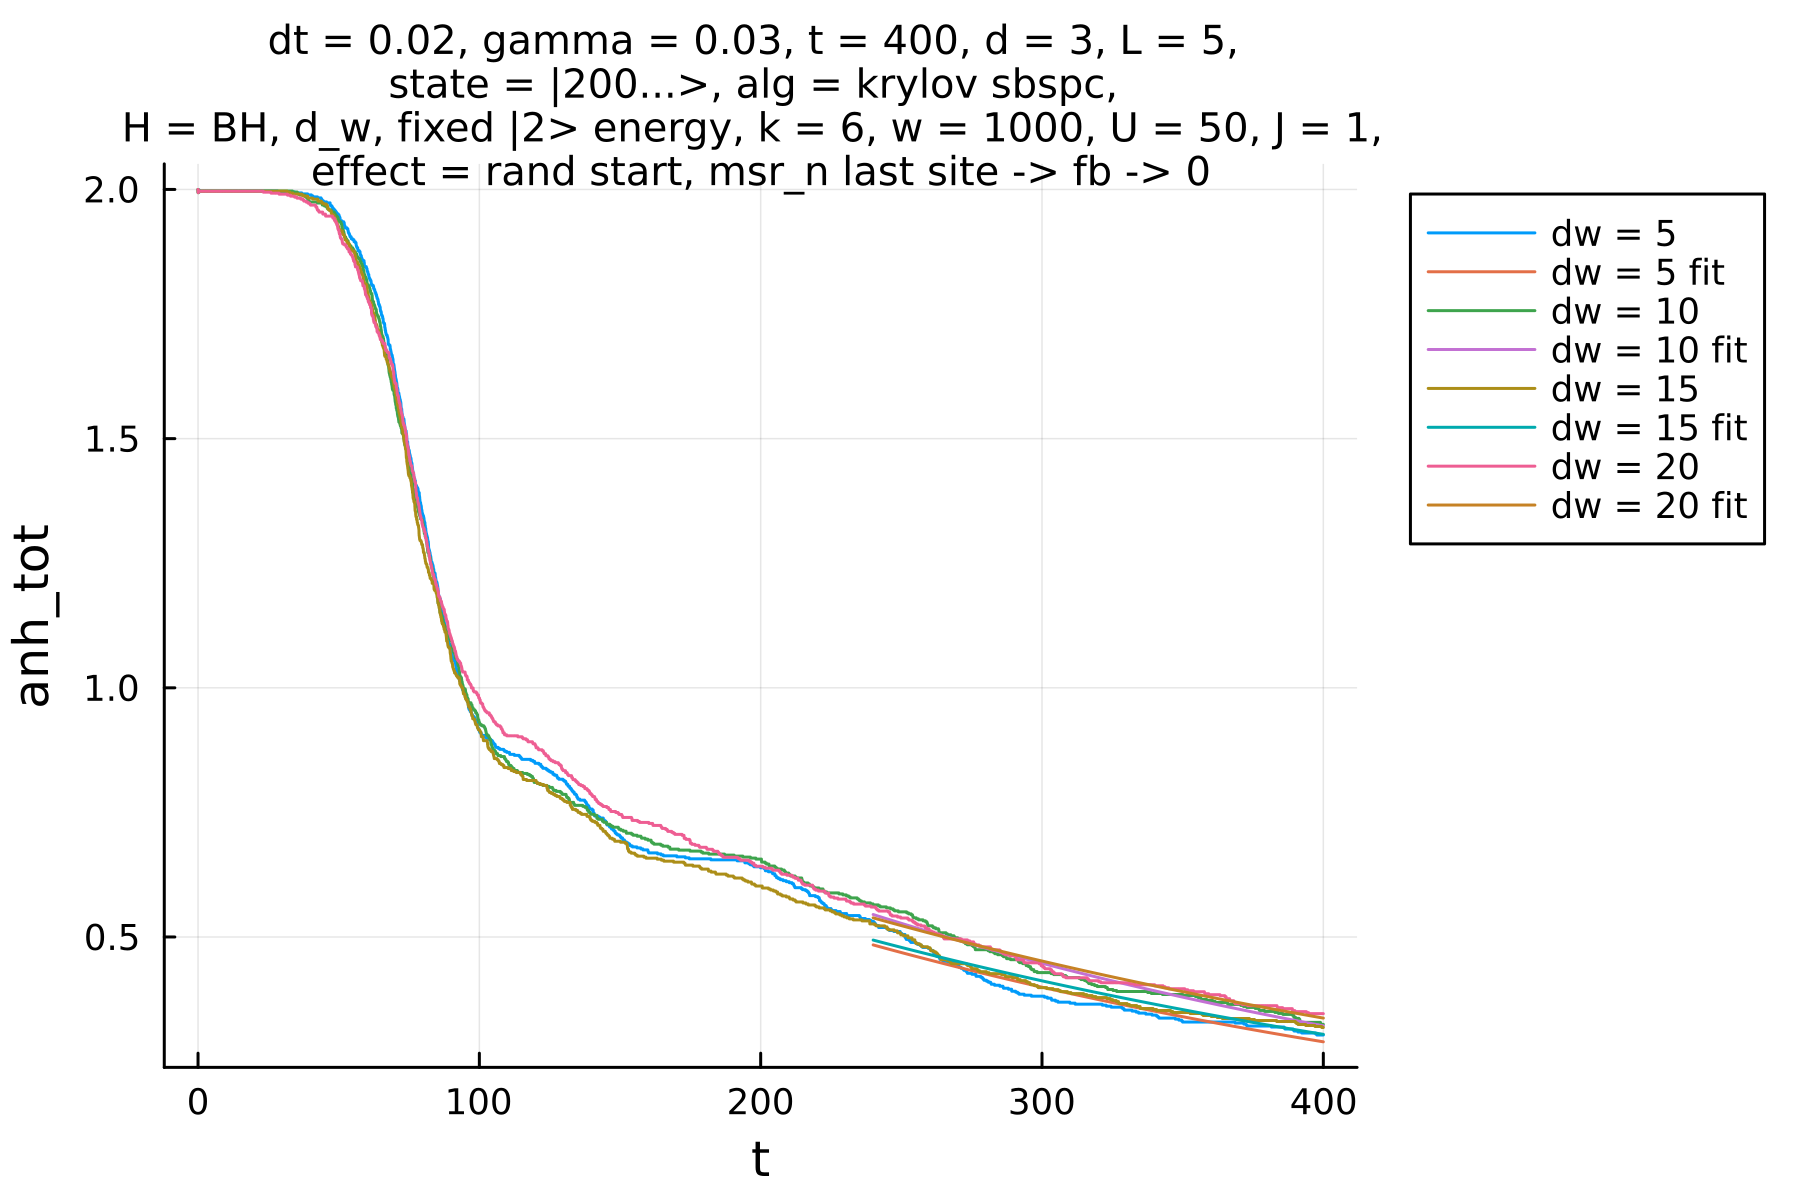 dt = 0.02, gamma = 0.03, t = 400, d = 3, L = 5,
state = |200...>, alg = krylov sbspc,
H = BH, d_w, fixed |2> energy, k = 6, w = 1000, U = 50, J = 1,
effect = rand start, msr_n last site -> fb -> 0
anh_tot
2.0
1.5
1.0
0.5
0
100
200
300
400
t
dw = 5
dw = 5 fit
dw = 10
dw = 10 fit
dw = 15
dw = 15 fit
dw = 20
dw = 20 fit